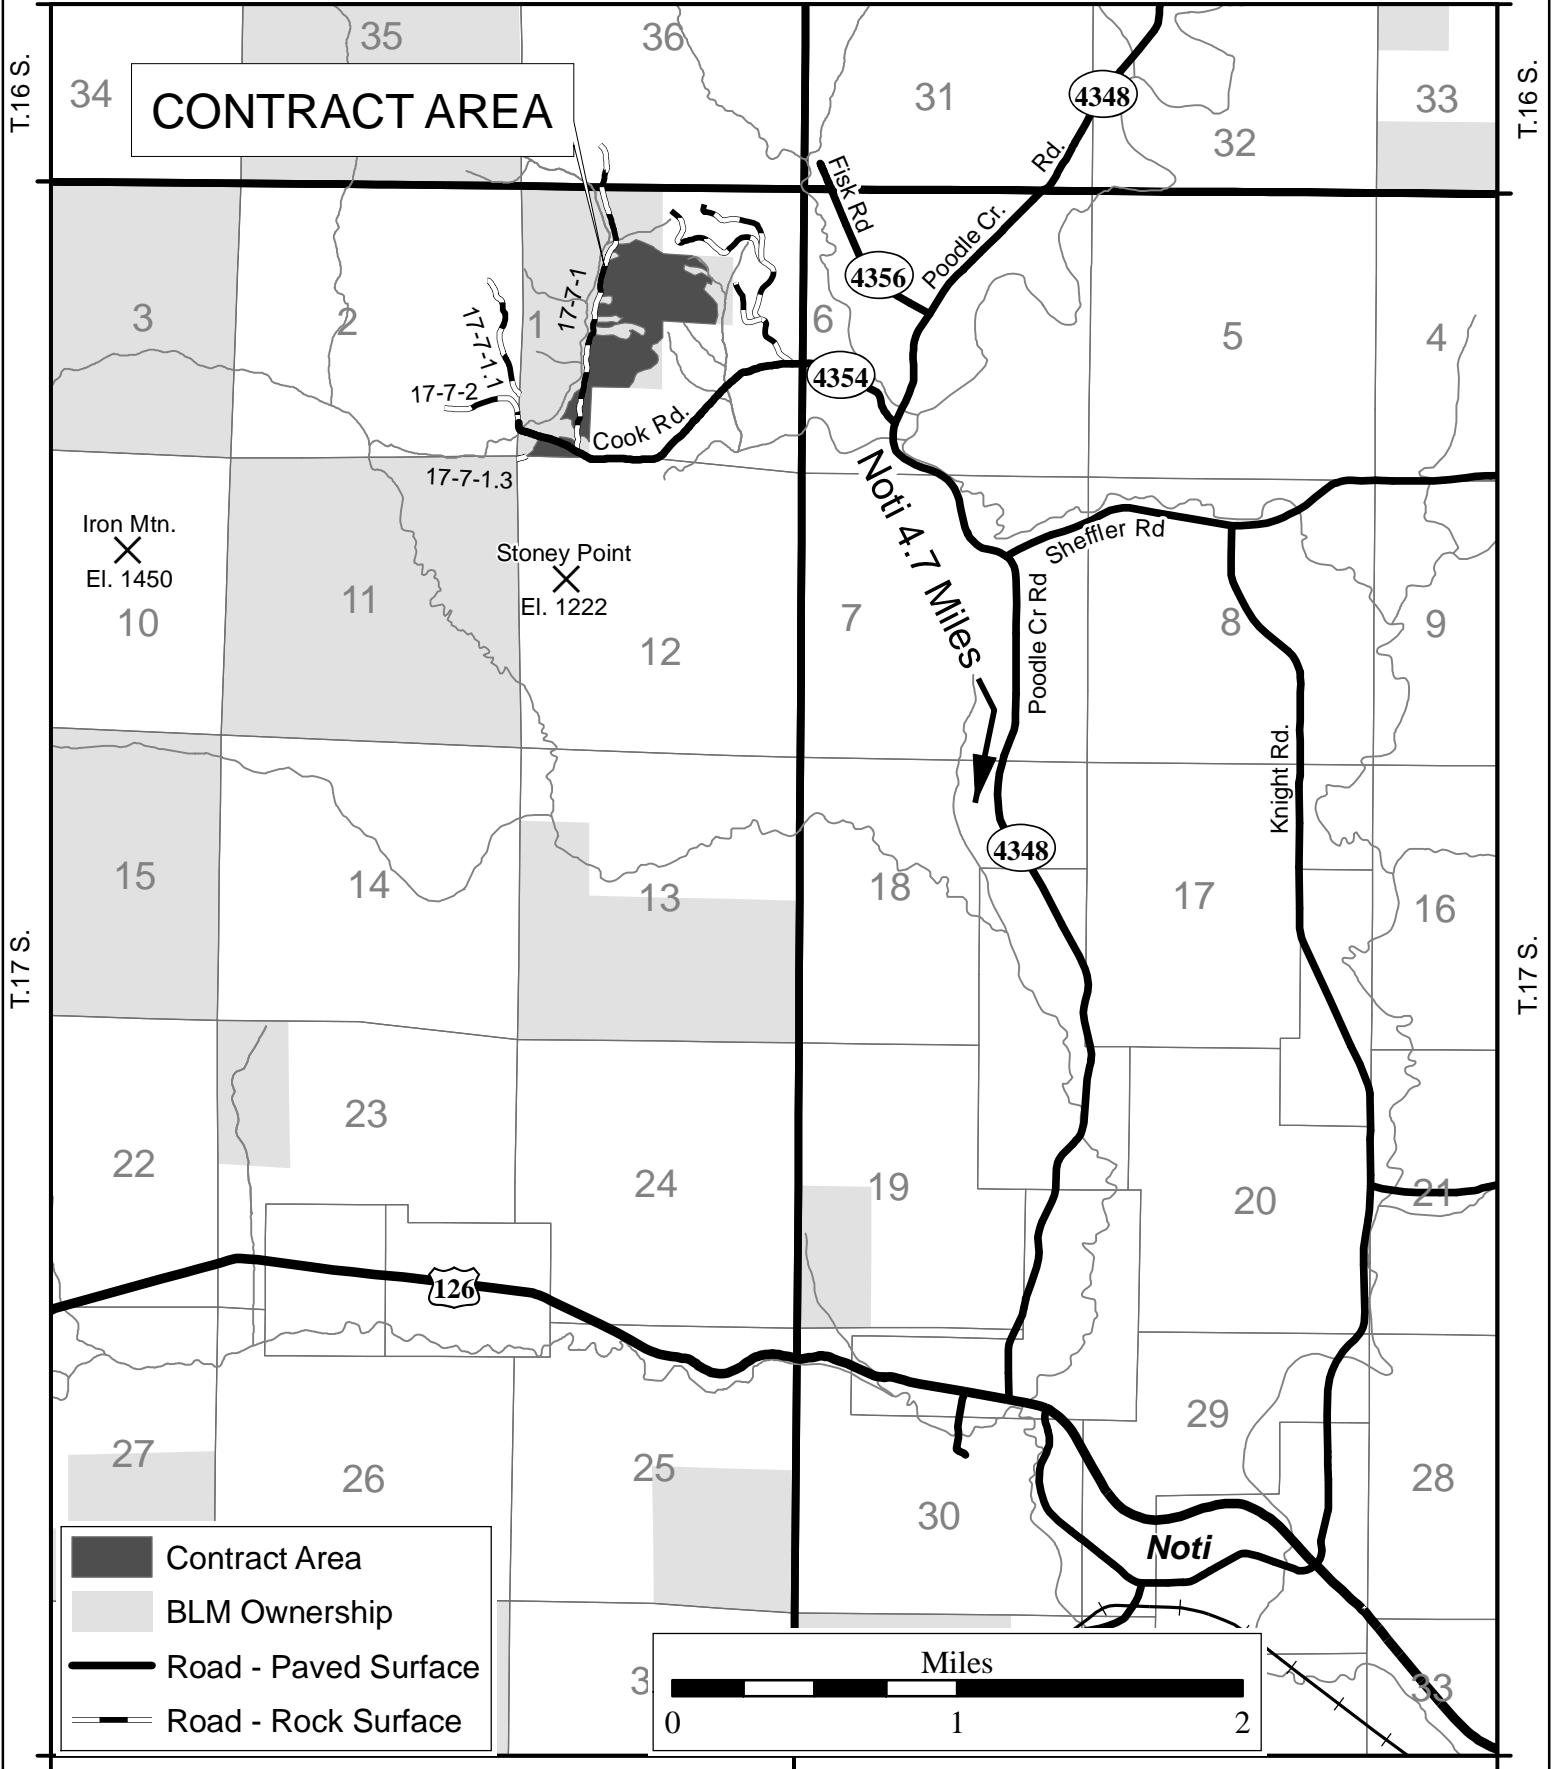 35
36
34
31
33
T.16 S.
T.16 S.
CONTRACT AREA
4348
32
Rd.
Fisk Rd
Poodle Cr.
4356
17-7-1
3
2
1
17-7-1.1
6
5
4
4354
17-7-2
Cook Rd.
17-7-1.3
Noti 4.7 Miles
Sheffler Rd
Iron Mtn.
El. 1450
Stoney Point
El. 1222
10
11
12
7
Poodle Cr Rd
8
9
Knight Rd.
4348
15
14
13
18
17
16
T.17 S.
T.17 S.
23
22
24
19
20
21
126
27
26
25
29
28
30
Noti
Contract Area
BLM Ownership
Road - Paved Surface
Road - Rock Surface
Miles
0 1 2
33